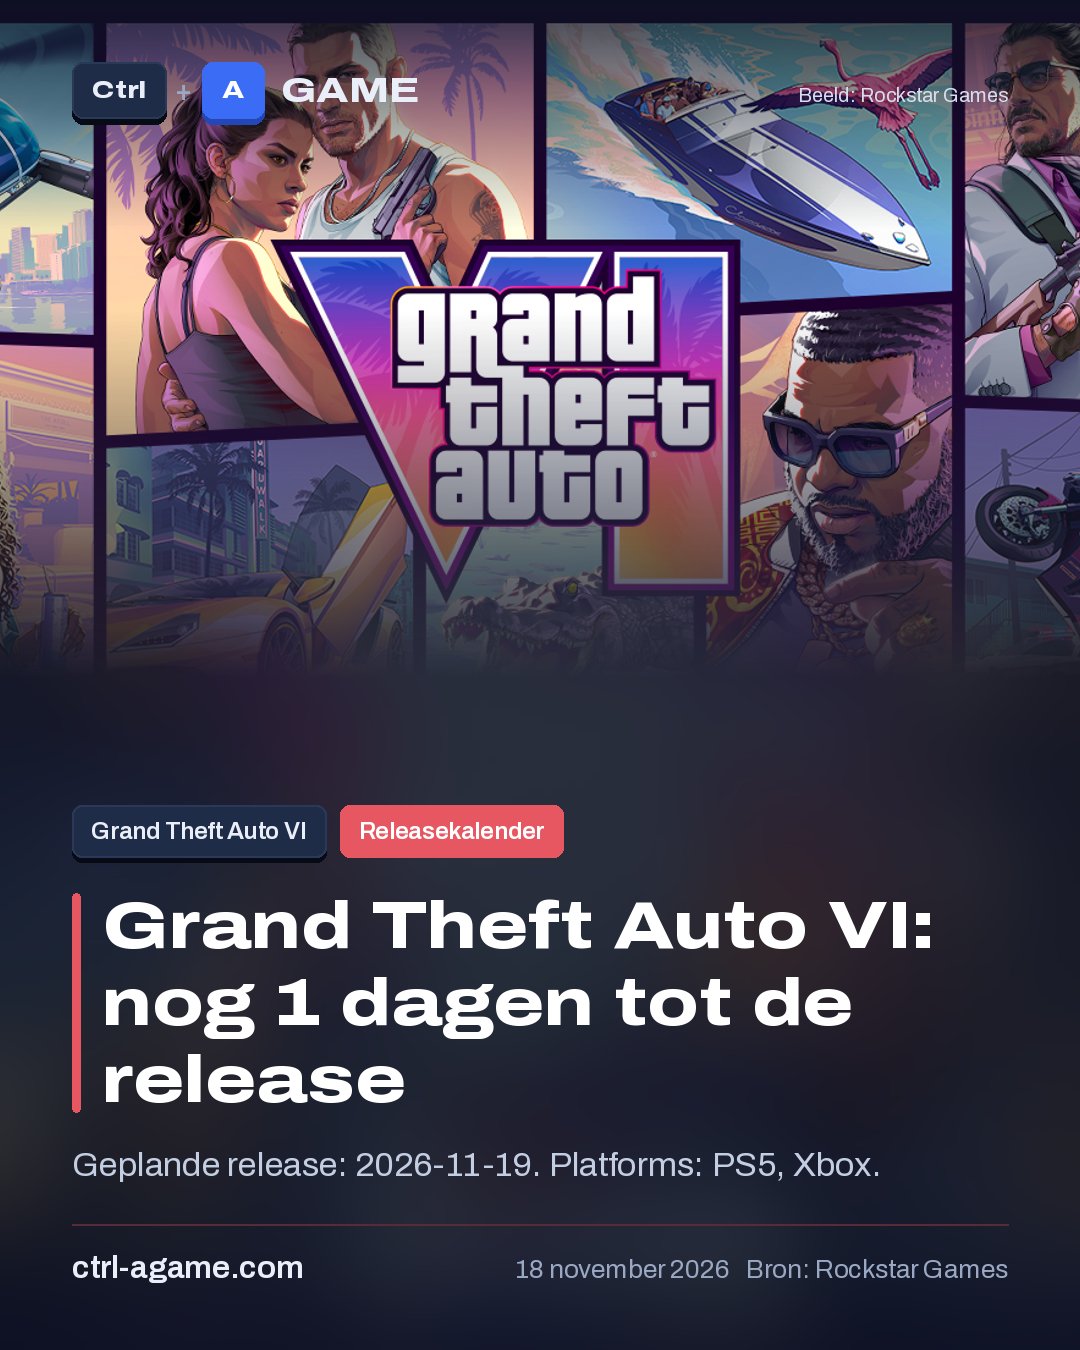 Ctrl + A GAME
Beeld: Rockstar Games
VI
grand
theft
auto
Grand Theft Auto VI
Releasekalender
Grand Theft Auto VI:
nog 1 dagen tot de
release
Geplande release: 2026-11-19. Platforms: PS5, Xbox.
ctrl-agame.com
18 november 2026 Bron: Rockstar Games